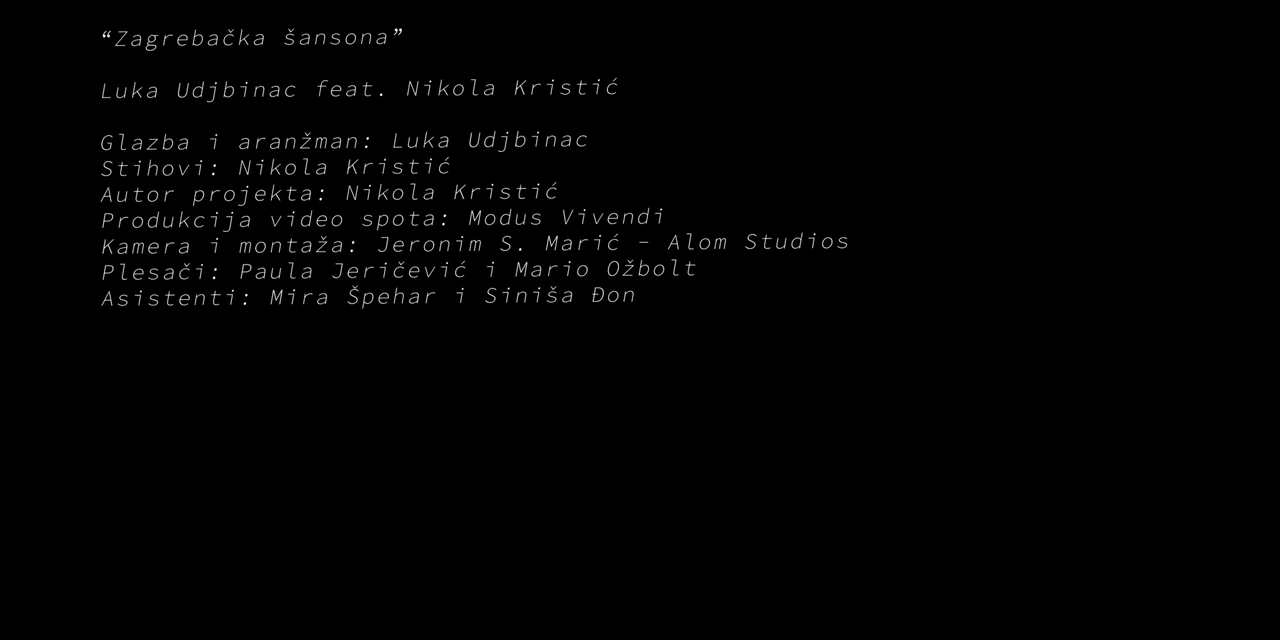 “Zagrebačka šansona”
Luka Udjbinac feat. Nikola Kristić
Glazba i aranžman: Luka Udjbinac
Stihovi: Nikola Kristić
Autor projekta: Nikola Kristić
Produkcija video spota: Modus Vivendi
Kamera i montaža: Jeronim S. Marić - Alom Studios
Plesači: Paula Jeričević i Mario Ožbolt
Asistenti: Mira Špehar i Siniša Đon